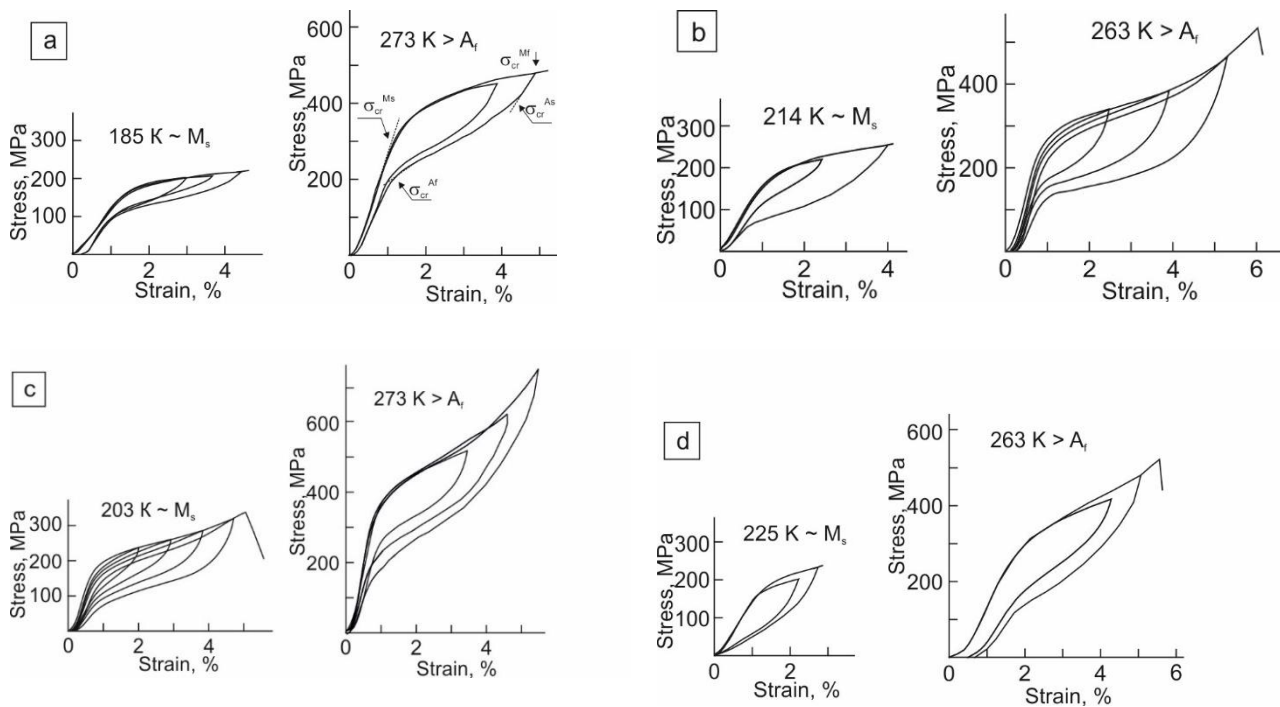 a
185 K ~ Ms
Stress, MPa
300
200
100
0
2
4
Strain, %
273 K > Af
Stress, MPa
600
400
200
0
2
4
Strain, %
σcr Ms
σcr Mf
σcr As
σcr Af
b
214 K ~ Ms
Stress, MPa
300
200
100
0
2
4
Strain, %
263 K > Af
Stress, MPa
400
200
0
2
4
6
Strain, %
c
203 K ~ Ms
Stress, MPa
300
200
100
0
2
4
Strain, %
273 K > Af
Stress, MPa
600
400
200
0
2
4
Strain, %
d
225 K ~ Ms
Stress, MPa
300
200
100
0
2
Strain, %
263 K > Af
Stress, MPa
600
400
200
0
2
4
6
Strain, %